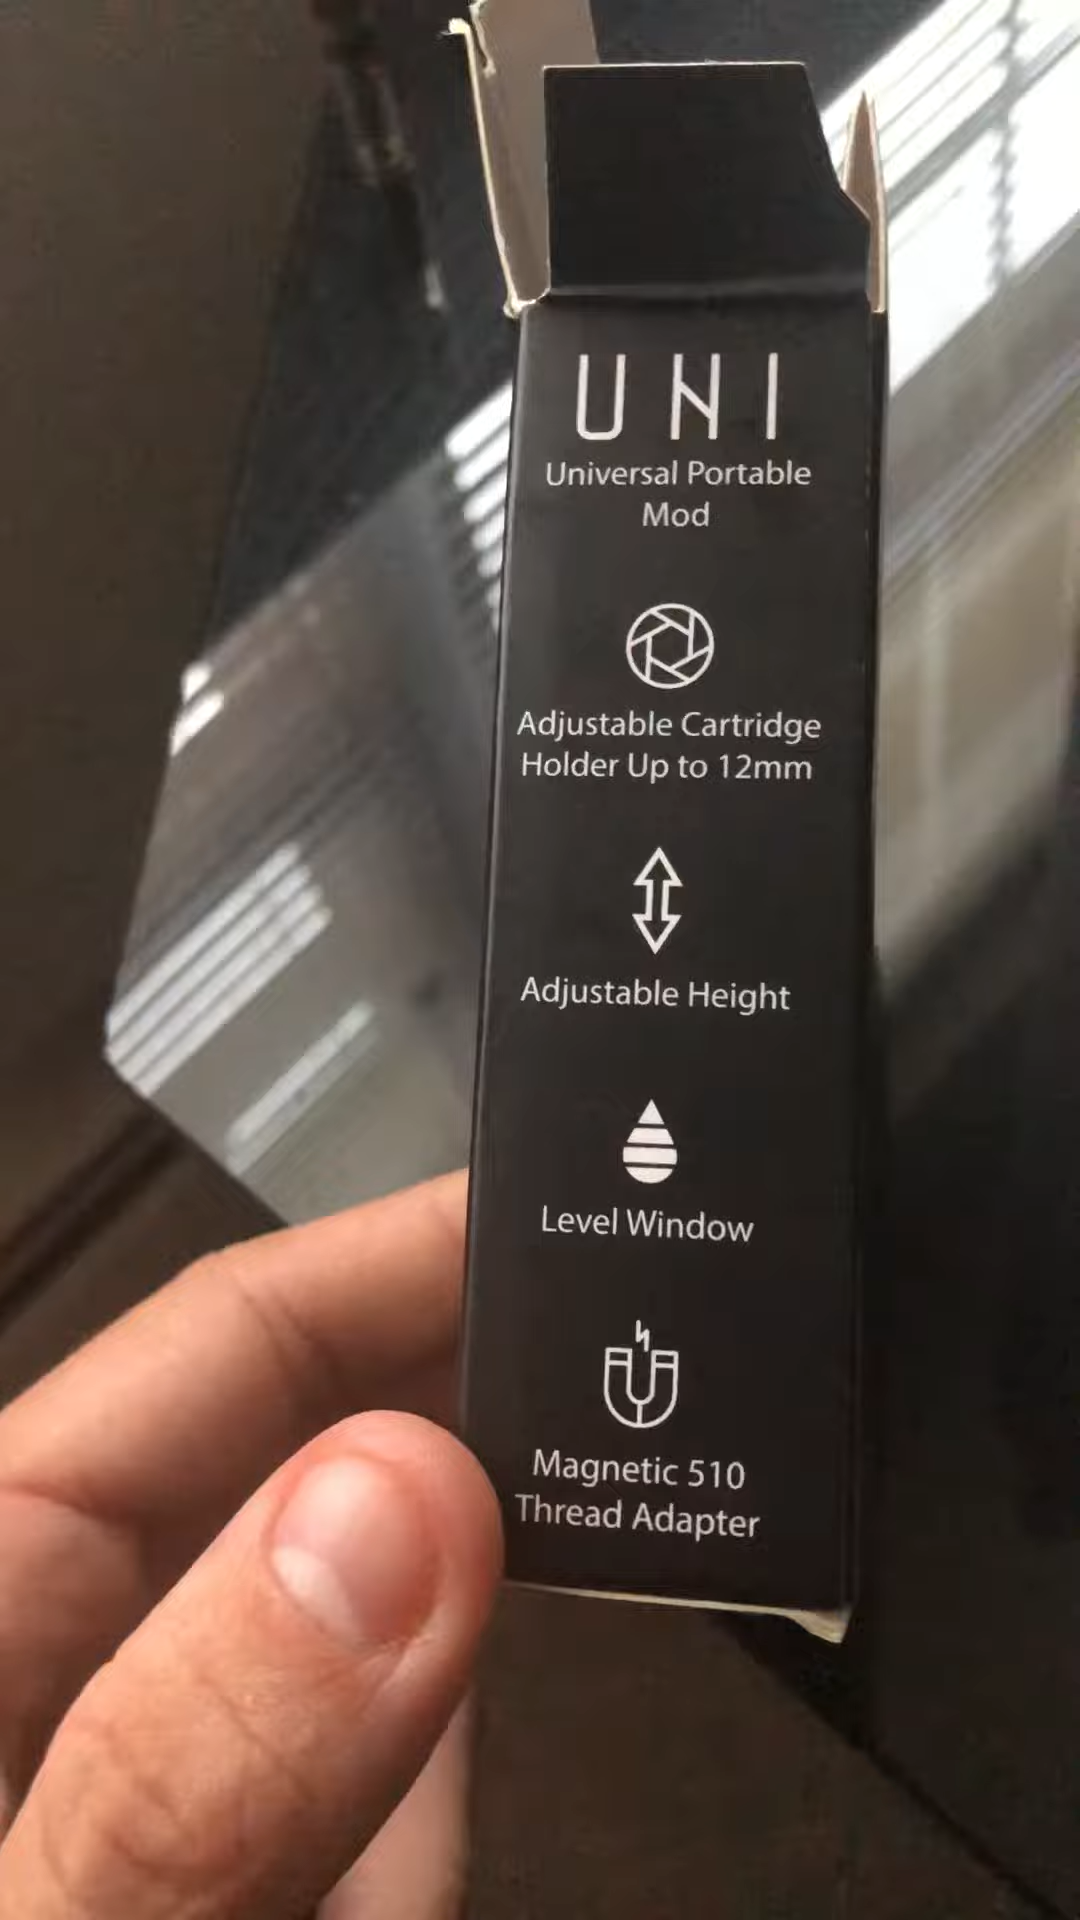 UNI
Universal Portable
Mod
Adjustable Cartridge
Holder Up to 12mm
Adjustable Height
Level Window
Magnetic 510
Thread Adapter